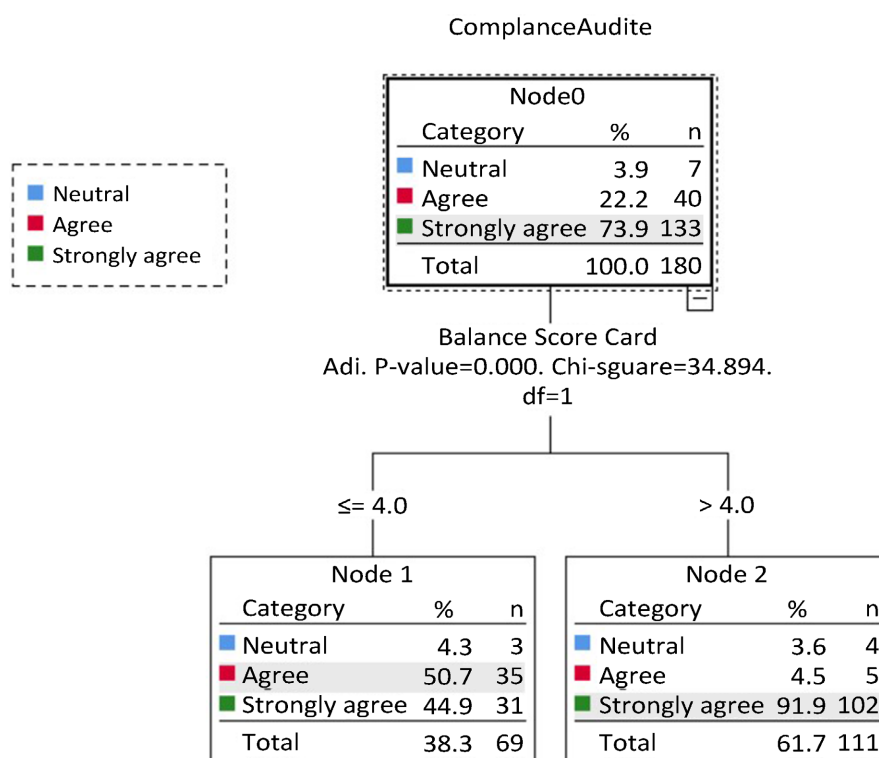 ComplanceAudite
Neutral
Agree
Strongly agree
Node0
Category % n
Neutral 3.9 7
Agree 22.2 40
Strongly agree 73.9 133
Total 100.0 180
Balance Score Card
Adi. P-value=0.000. Chi-sguare=34.894.
df=1
≤= 4.0
> 4.0
Node 1
Category % n
Neutral 4.3 3
Agree 50.7 35
Strongly agree 44.9 31
Total 38.3 69
Node 2
Category % n
Neutral 3.6 4
Agree 4.5 5
Strongly agree 91.9 102
Total 61.7 111